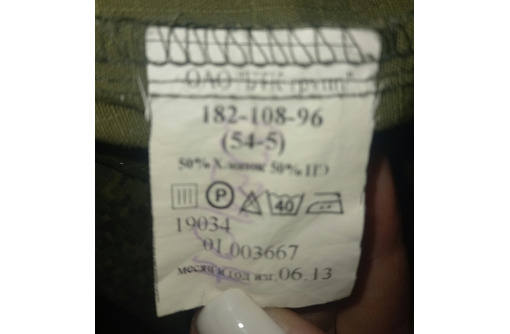 ОАО "БТК групп"
182-108-96
(54-5)
50% Хлопок 50% ПЭ
P 40
19034
01.003667
месяц и год изг. 06.13